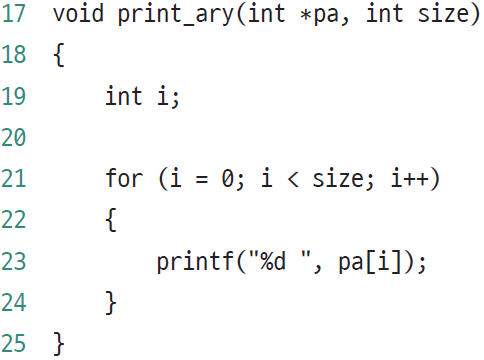 17 void print_ary(int *pa, int size)
18 {
19     int i;
20
21     for (i = 0; i < size; i++)
22     {
23         printf("%d ", pa[i]);
24     }
25 }